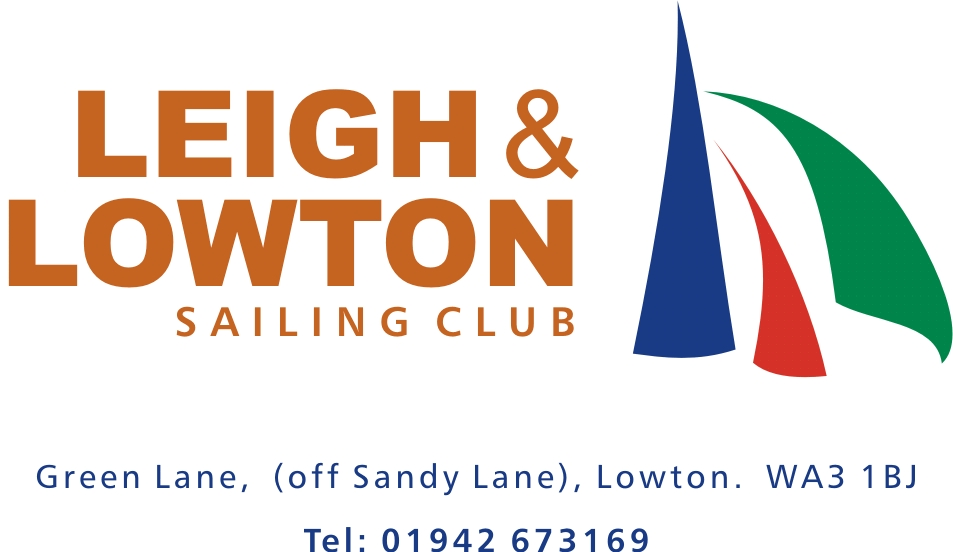 LEIGH &
LOWTON
SAILING CLUB
Green Lane, (off Sandy Lane), Lowton. WA3 1BJ
Tel: 01942 673169